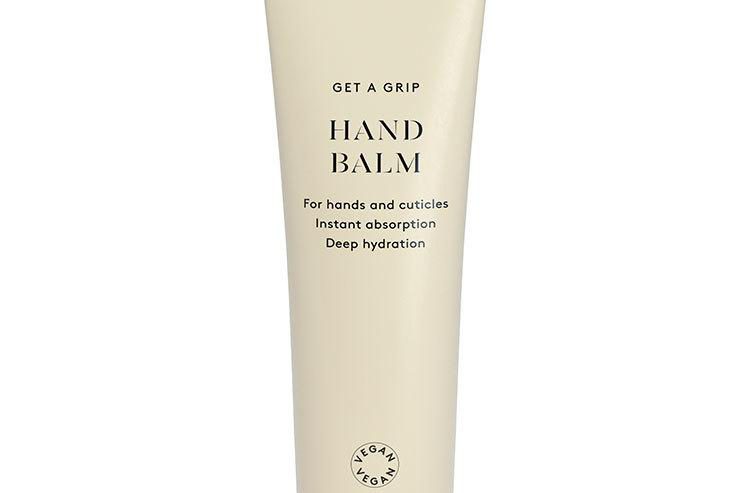 GET A GRIP
HAND
BALM
For hands and cuticles
Instant absorption
Deep hydration
VEGAN
VEGAN